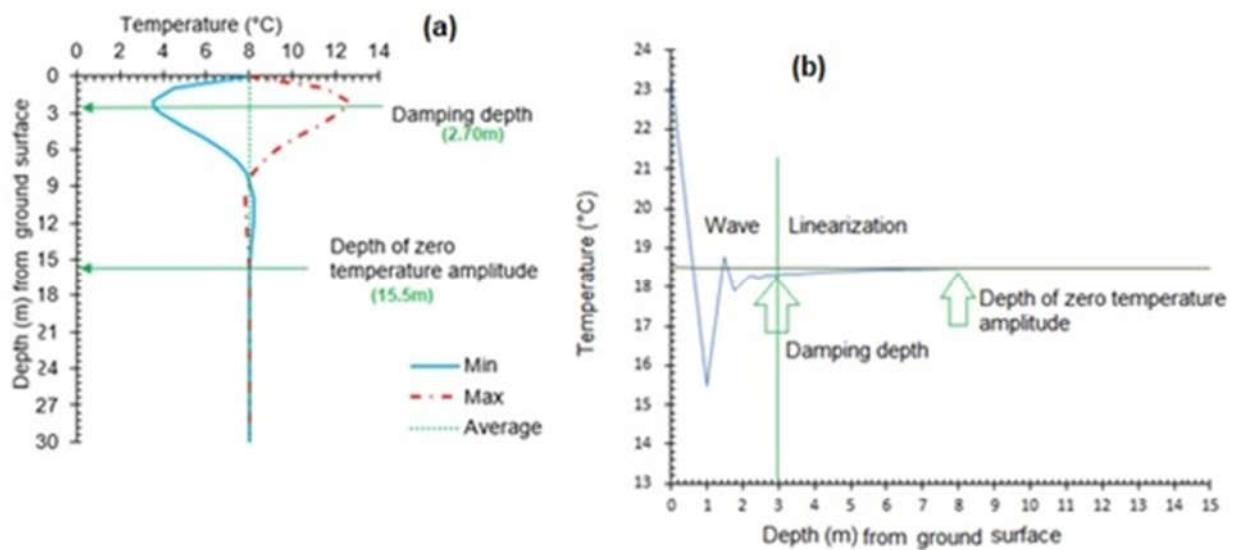 Temperature (°C)
(a)
0 2 4 6 8 10 12 14
0
3
6
9
12
15
18
21
24
27
30
Depth (m) from ground surface
Damping depth
(2.70m)
Depth of zero
temperature amplitude
(15.5m)
Min
Max
Average
(b)
24
23
22
21
20
19
18
17
16
15
14
13
Temperature (°C)
Wave
Linearization
Depth of zero temperature
amplitude
Damping depth
0 1 2 3 4 5 6 7 8 9 10 11 12 13 14 15
Depth (m) from ground surface